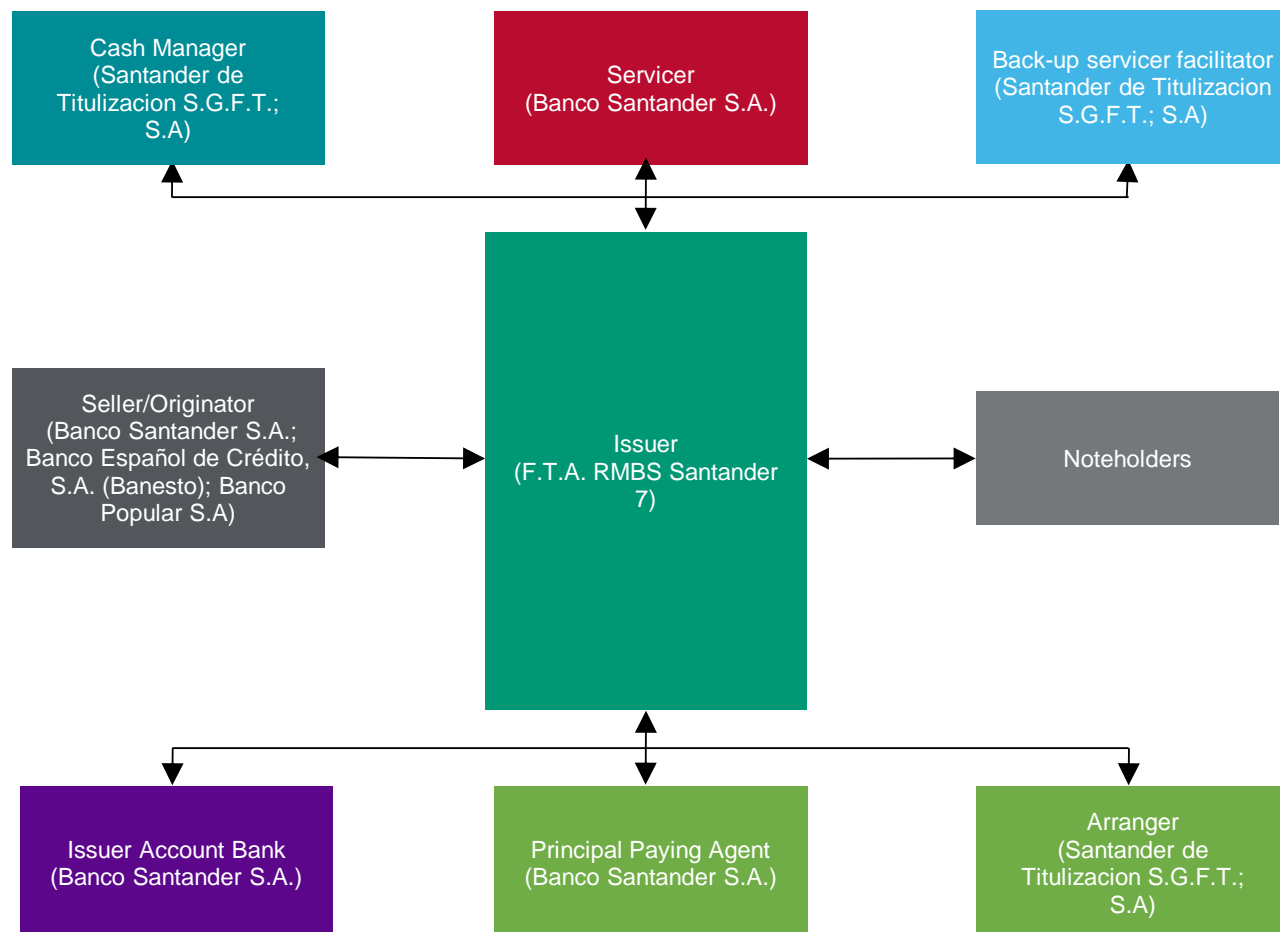 Cash Manager
(Santander de
Titulizacion S.G.F.T.;
S.A)
Servicer
(Banco Santander S.A.)
Back-up servicer facilitator
(Santander de Titulizacion
S.G.F.T.; S.A)
Seller/Originator
(Banco Santander S.A.;
Banco Español de Crédito,
S.A. (Banesto); Banco
Popular S.A)
Issuer
(F.T.A. RMBS Santander
7)
Noteholders
Issuer Account Bank
(Banco Santander S.A.)
Principal Paying Agent
(Banco Santander S.A.)
Arranger
(Santander de
Titulizacion S.G.F.T.;
S.A)